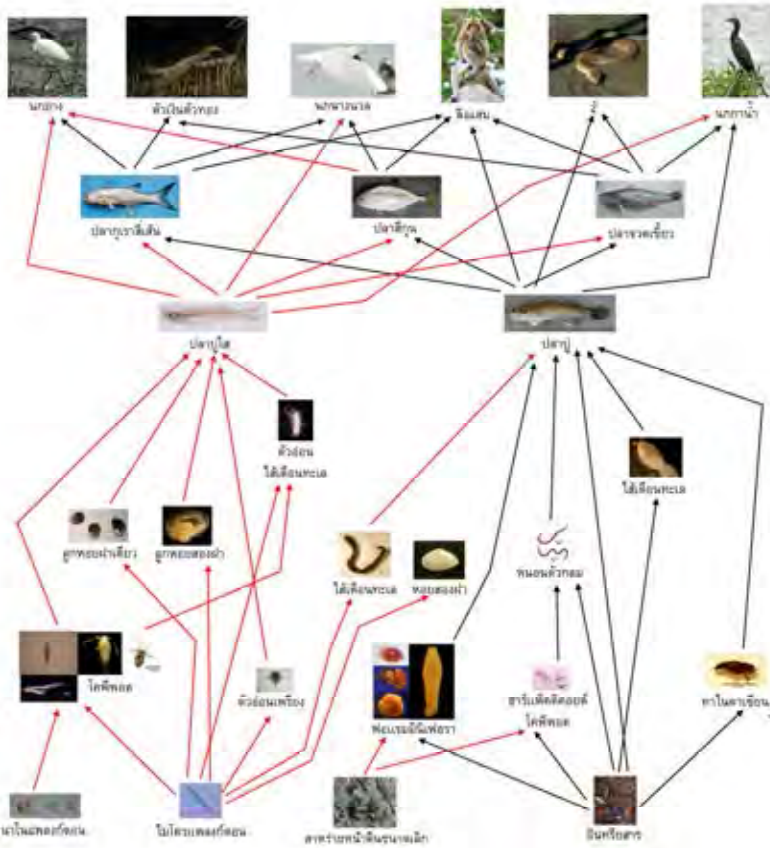 นกยาง
ตัวเงินตัวทอง
นกนางนวล
ลิงแสม
งู
นกกาน้ำ
ปลากุเราสี่เส้น
ปลาสีกุน
ปลาจวดเขี้ยว
ปลาบู่ใส
ปลาบู่
ตัวอ่อน
ไส้เดือนทะเล
ไส้เดือนทะเล
ลูกหอยฝาเดียว
ลูกหอยสองฝา
ไส้เดือนทะเล
หอยสองฝา
หนอนตัวกลม
โคพีพอด
ตัวอ่อนเพรียง
ฟอแรมมินิเฟอรา
ฮาร์แพคติคอยด์
โคพีพอด
ทาไนดาเซียน
นาโนแพลงก์ตอน
ไมโครแพลงก์ตอน
สาหร่ายหน้าดินขนาดเล็ก
อินทรียสาร